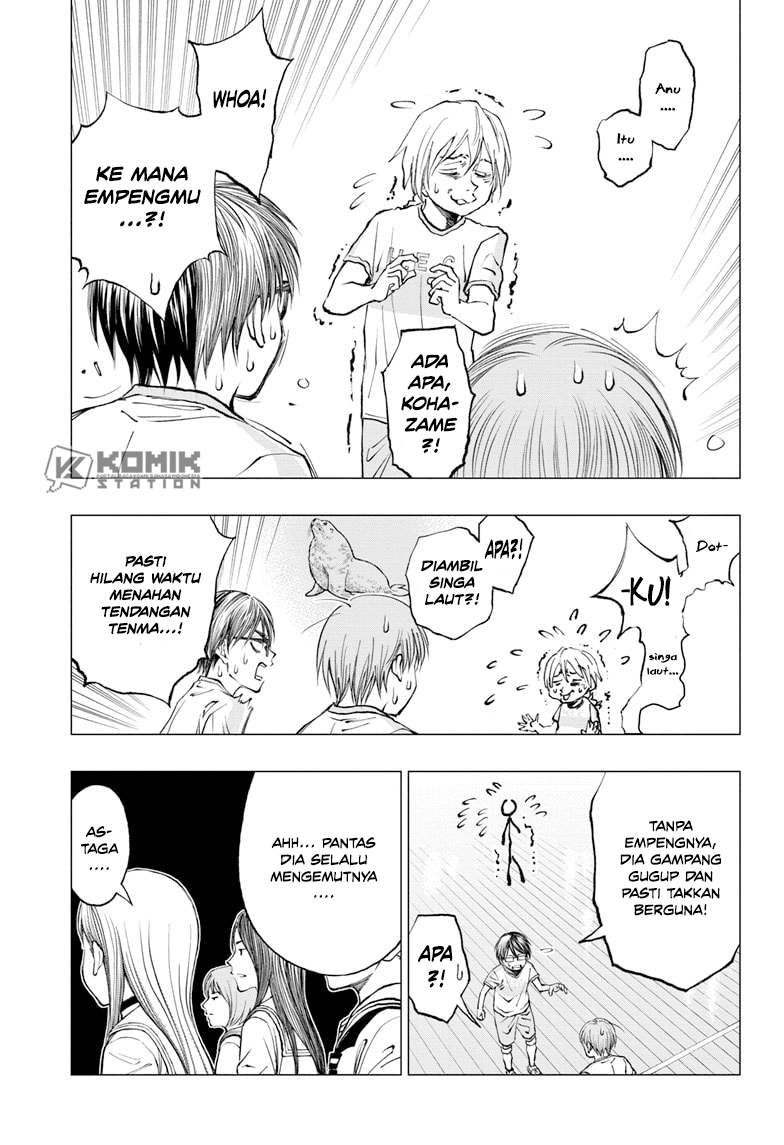 Anu
....
Itu
....
WHOA!
KE MANA
EMPENGMU
...?!
ADA
APA,
KOHA-
ZAME
?!
HEC
KOMIK
STATION
Dot-
-KU!
singa
laut...
APA?!
DIAMBIL
SINGA
LAUT?!
PASTI
HILANG WAKTU
MENAHAN
TENDANGAN
TENMA...!
TANPA
EMPENGNYA,
DIA GAMPANG
GUGUP DAN
PASTI TAKKAN
BERGUNA!
APA
?!
AHH... PANTAS
DIA SELALU
MENGEMUTNYA
....
AS-
TAGA
....